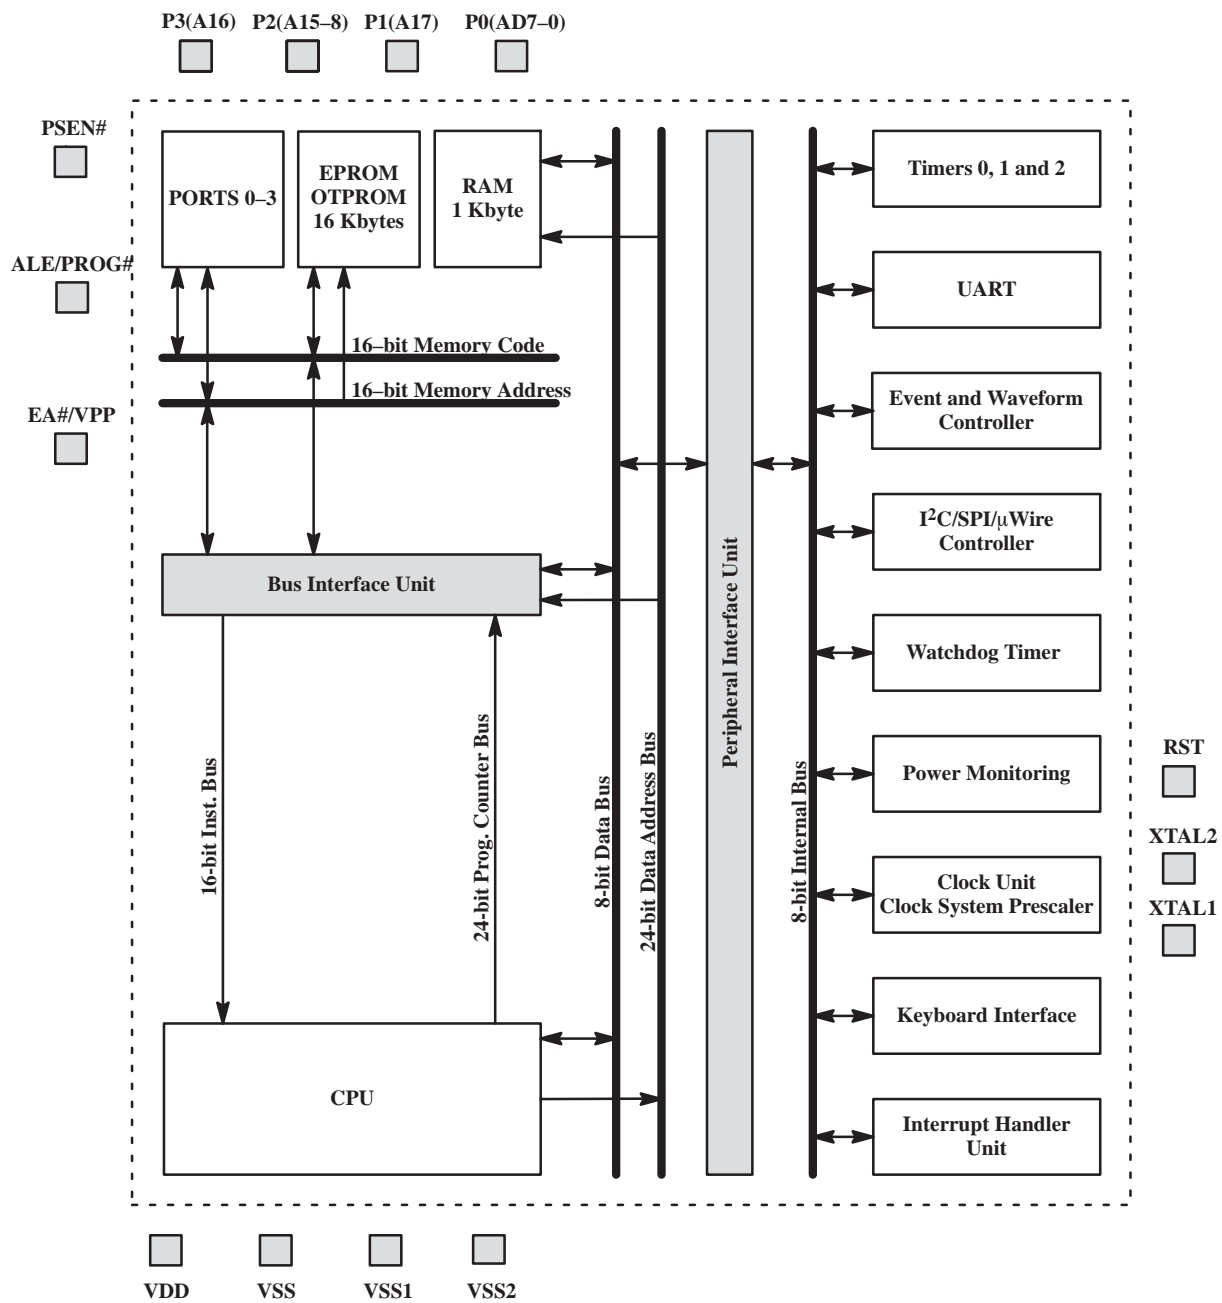 P3(A16) P2(A15–8) P1(A17) P0(AD7–0)
PSEN#
ALE/PROG#
EA#/VPP
PORTS 0–3
EPROM
OTPROM
16 Kbytes
RAM
1 Kbyte
16–bit Memory Code
16–bit Memory Address
Bus Interface Unit
16-bit Inst. Bus
24-bit Prog. Counter Bus
8-bit Data Bus
24-bit Data Address Bus
Peripheral Interface Unit
8-bit Internal Bus
CPU
Timers 0, 1 and 2
UART
Event and Waveform
Controller
I²C/SPI/μWire
Controller
Watchdog Timer
Power Monitoring
Clock Unit
Clock System Prescaler
Keyboard Interface
Interrupt Handler
Unit
RST
XTAL2
XTAL1
VDD VSS VSS1 VSS2